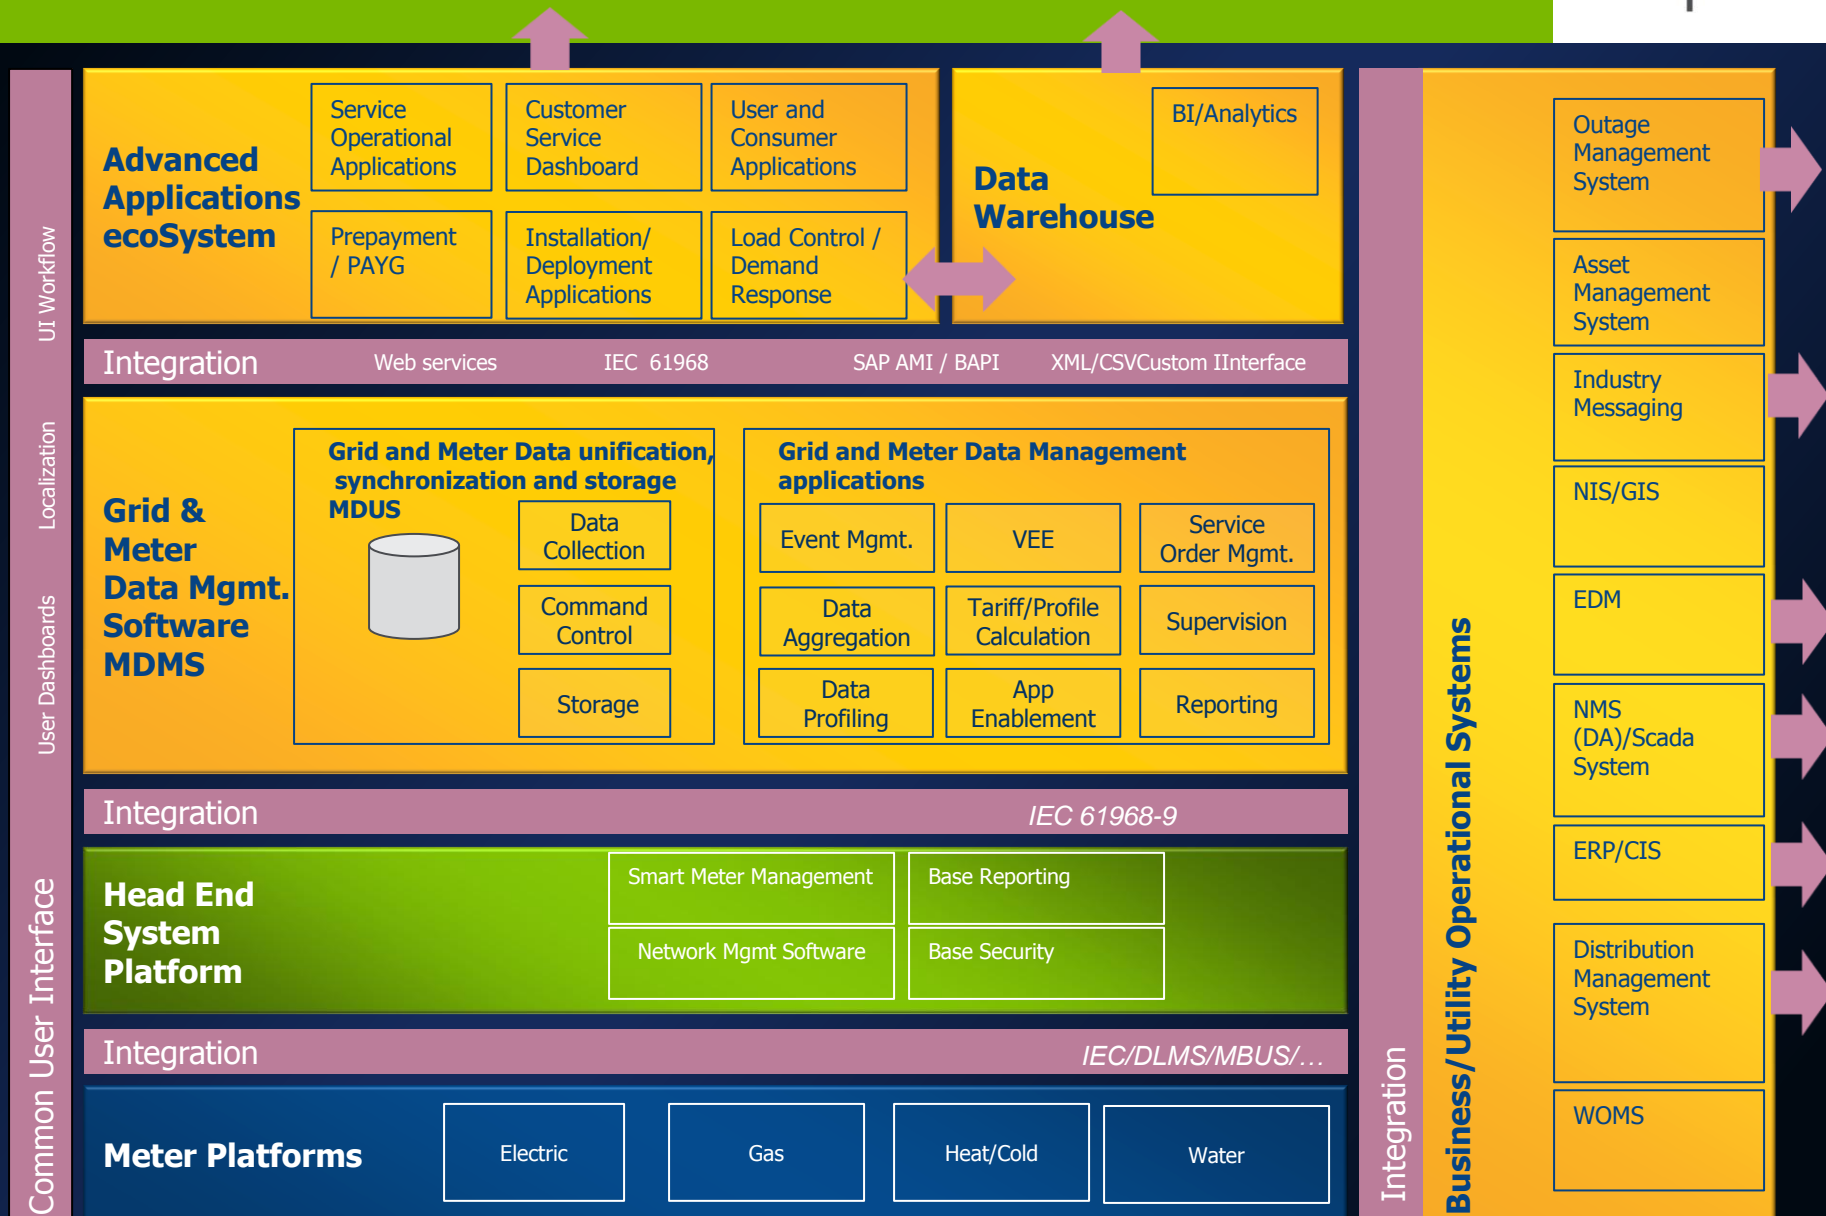 Advanced
Applications
ecoSystem
Service
Operational
Applications
Customer
Service
Dashboard
User and
Consumer
Applications
Prepayment
/ PAYG
Installation/
Deployment
Applications
Load Control /
Demand
Response
Data
Warehouse
BI/Analytics
Integration
Web services
IEC  61968
SAP AMI / BAPI
XML/CSVCustom IInterface
Grid &
Meter
Data Mgmt.
Software
MDMS
Grid and Meter Data unification,
synchronization and storage
MDUS
Data
Collection
Command
Control
Storage
Grid and Meter Data Management
applications
Event Mgmt.
VEE
Service
Order Mgmt.
Data
Aggregation
Tariff/Profile
Calculation
Supervision
Data
Profiling
App
Enablement
Reporting
Integration
IEC 61968-9
Head End
System
Platform
Smart Meter Management
Base Reporting
Network Mgmt Software
Base Security
Integration
IEC/DLMS/MBUS/…
Meter Platforms
Electric
Gas
Heat/Cold
Water
Common User Interface
User Dashboards
Localization
UI Workflow
Integration
Business/Utility Operational Systems
Outage
Management
System
Asset
Management
System
Industry
Messaging
NIS/GIS
EDM
NMS
(DA)/Scada
System
ERP/CIS
Distribution
Management
System
WOMS